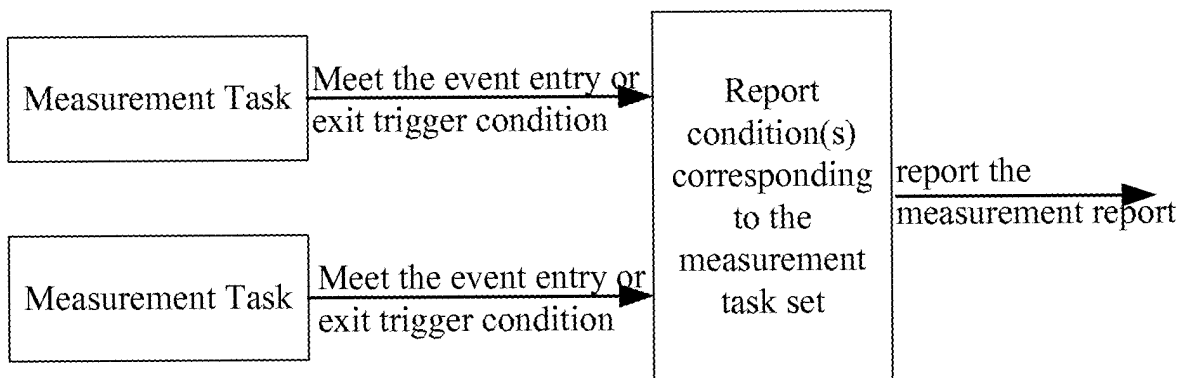 Measurement Task
Meet the event entry or
exit trigger condition
Measurement Task
Meet the event entry or
exit trigger condition
Report
condition(s)
corresponding
to the
measurement
task set
report the
measurement report